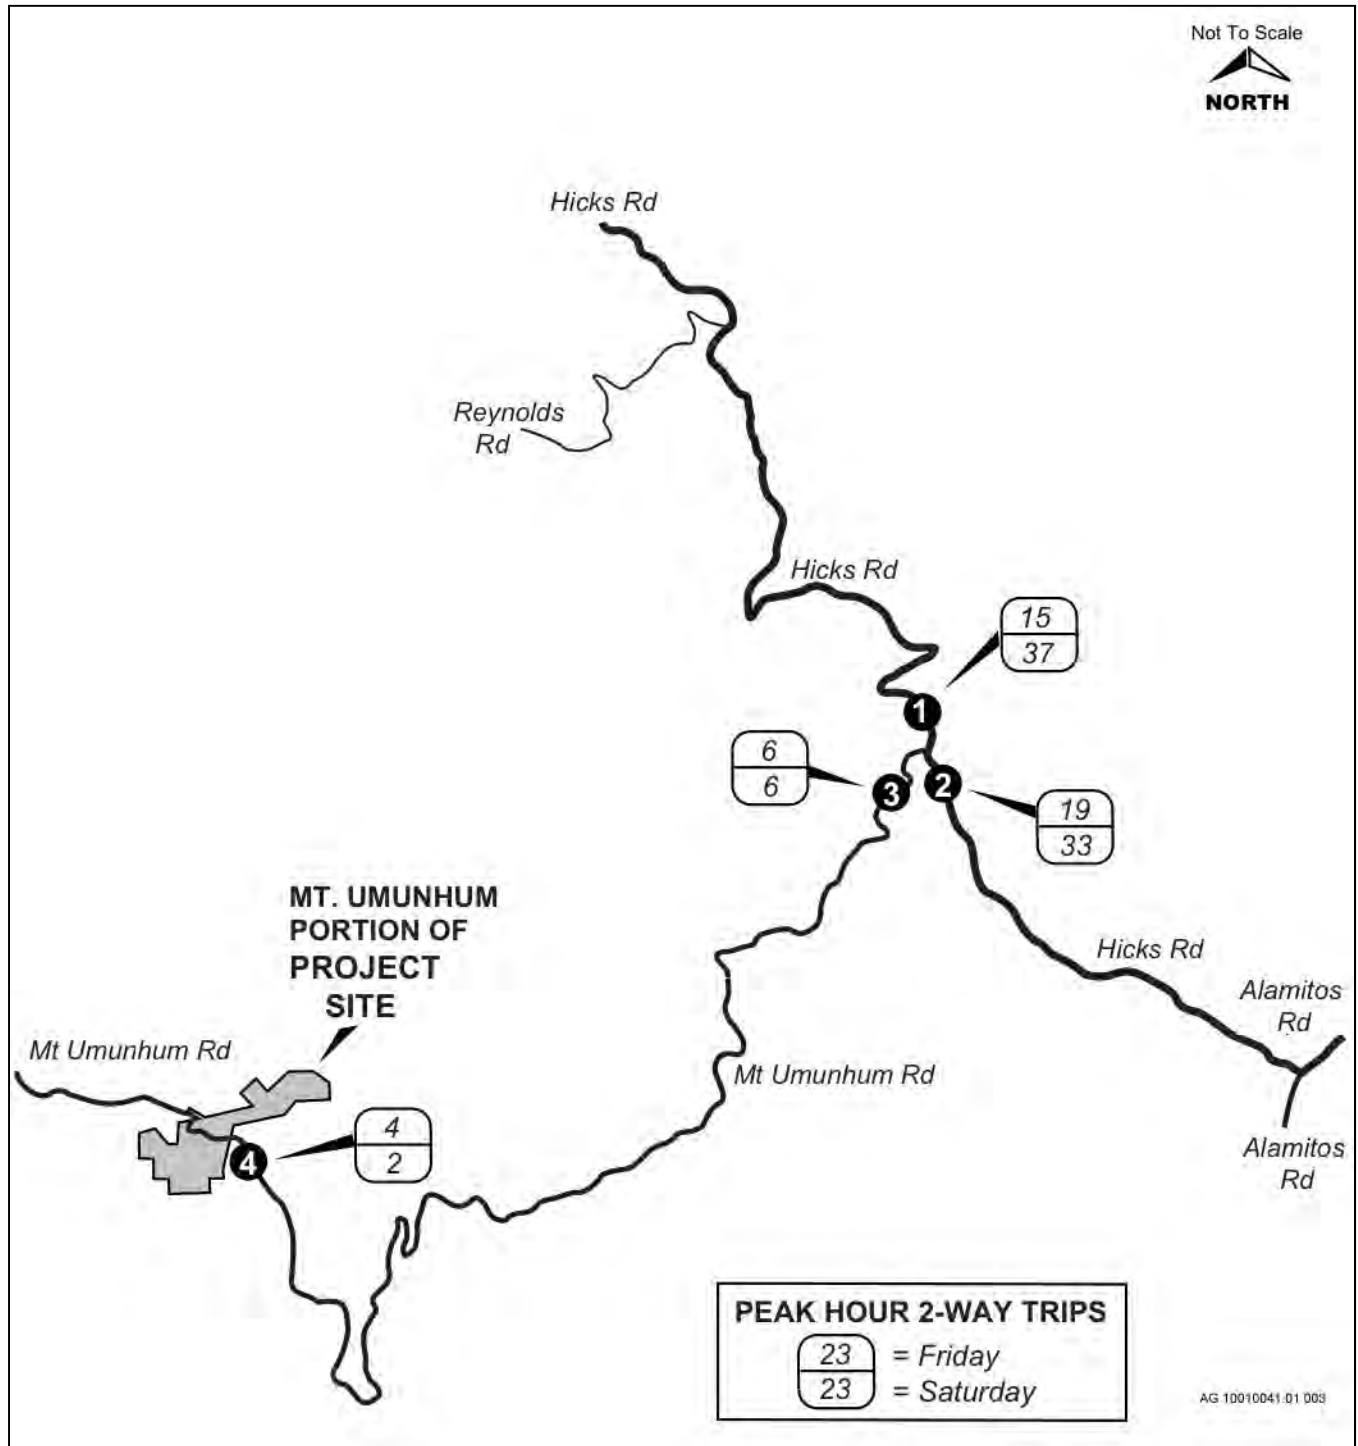 Not To Scale
NORTH
Hicks Rd
Reynolds
Rd
Hicks Rd
15
37
1
6
6
3
2
19
33
MT. UMUNHUM
PORTION OF
PROJECT
SITE
Hicks Rd
Alamitos
Rd
Mt Umunhum Rd
Mt Umunhum Rd
4
2
4
Alamitos
Rd
PEAK HOUR 2-WAY TRIPS
23 = Friday
23 = Saturday
AG 10010041.01 003